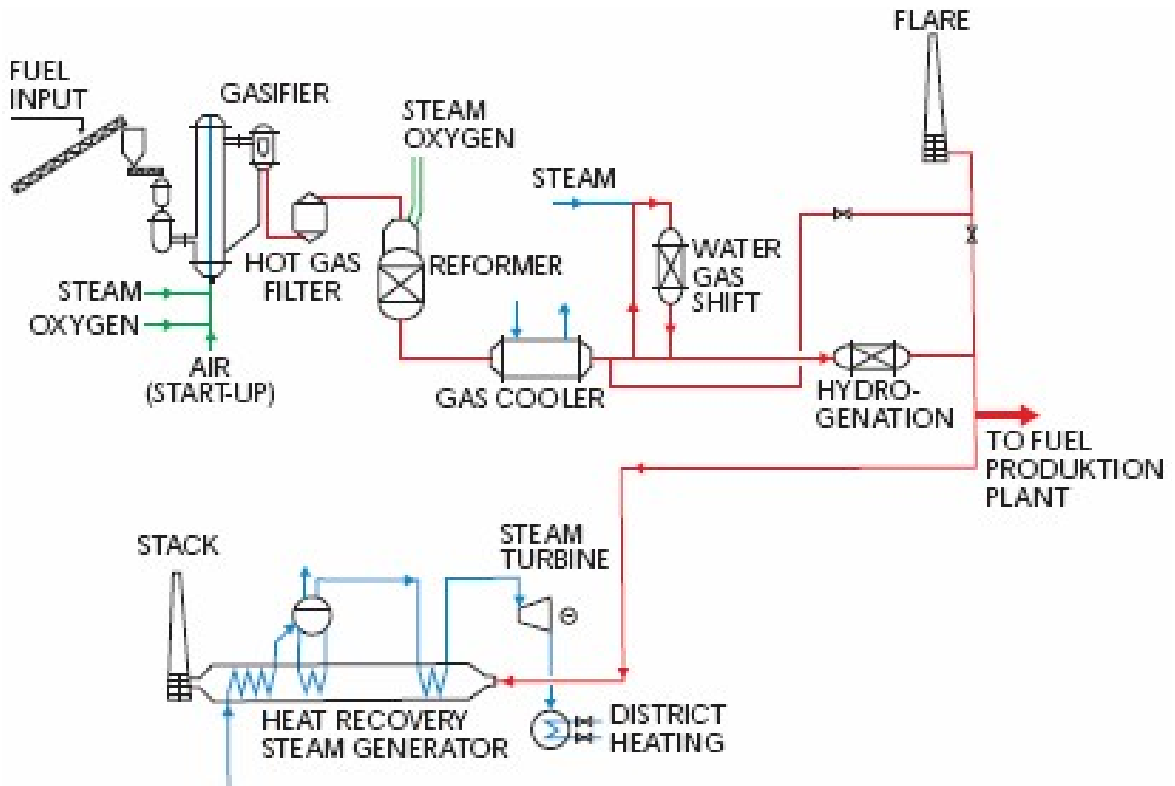 FLARE
FUEL
INPUT
GASIFIER
STEAM
OXYGEN
STEAM
HOT GAS
FILTER
REFORMER
WATER
GAS
SHIFT
STEAM
OXYGEN
AIR
(START-UP)
GAS COOLER
HYDRO-
GENATION
TO FUEL
PRODUKTION
PLANT
STACK
STEAM
TURBINE
HEAT RECOVERY
STEAM GENERATOR
DISTRICT
HEATING